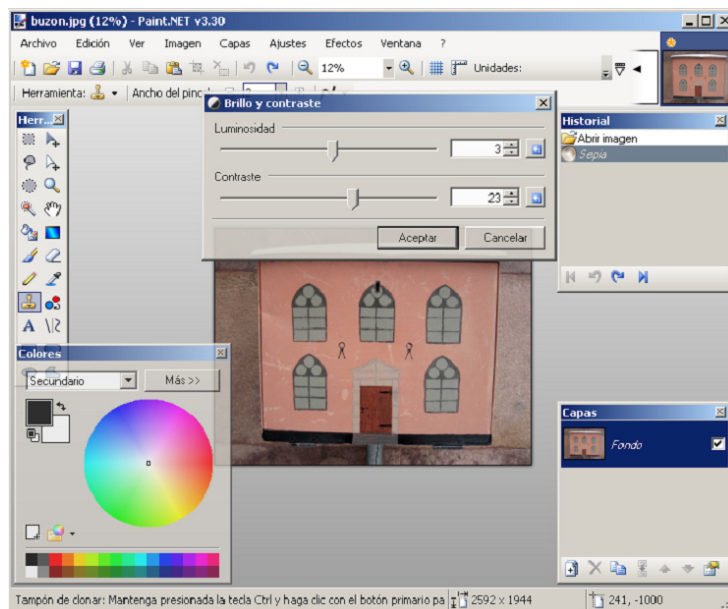 buzon.jpg (12%) - Paint.NET v3.30
Archivo Edición Ver Imagen Capas Ajustes Efectos Ventana ?
12% Unidades:
Herramienta: Ancho del pinc
Brillo y contraste
Luminosidad
3
Contraste
23
Aceptar Cancelar
Herr...
Historial
Abrir imagen
Sepia
Colores
Secundario Más >>
Capas
Fondo
Tampón de clonar: Mantenga presionada la tecla Ctrl y haga clic con el botón primario pa 2592 x 1944 241, -1000